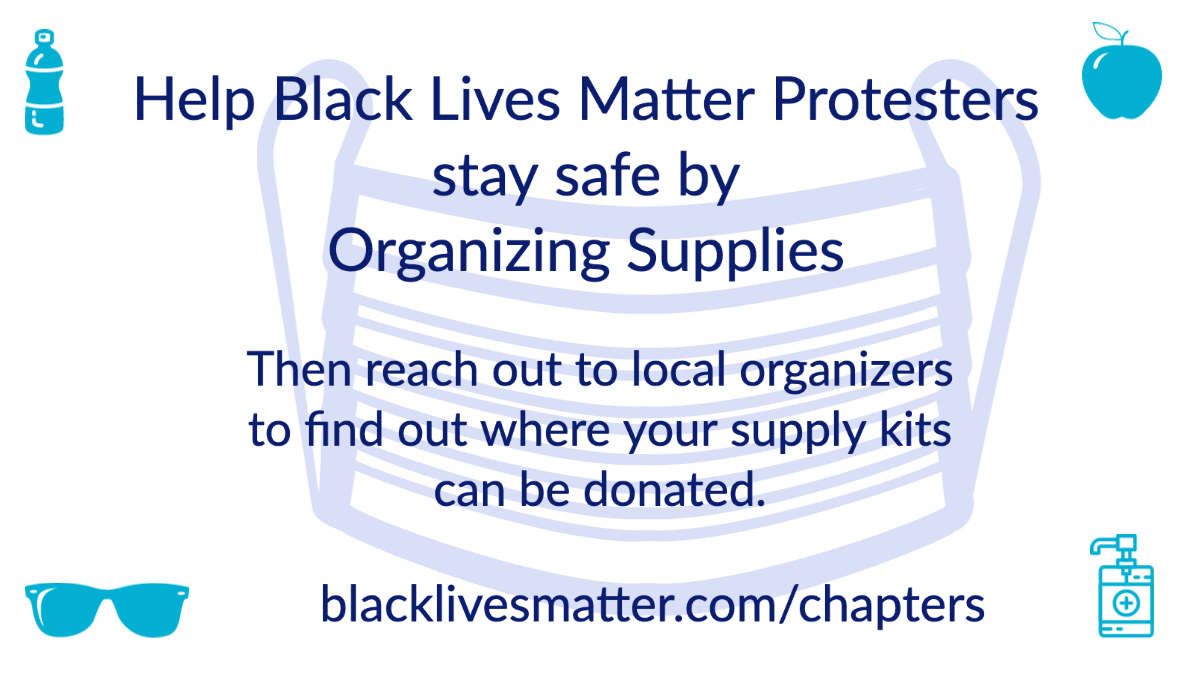 Help Black Lives Matter Protesters
stay safe by
Organizing Supplies
Then reach out to local organizers
to find out where your supply kits
can be donated.
blacklivesmatter.com/chapters